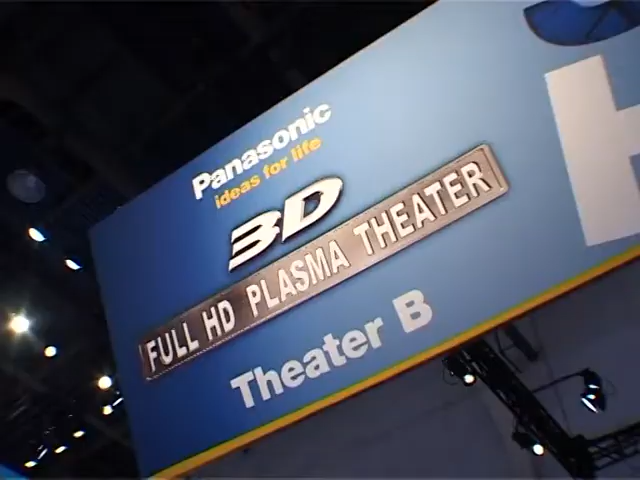 Panasonic
ideas for life
3D
FULL HD PLASMA THEATER
Theater B